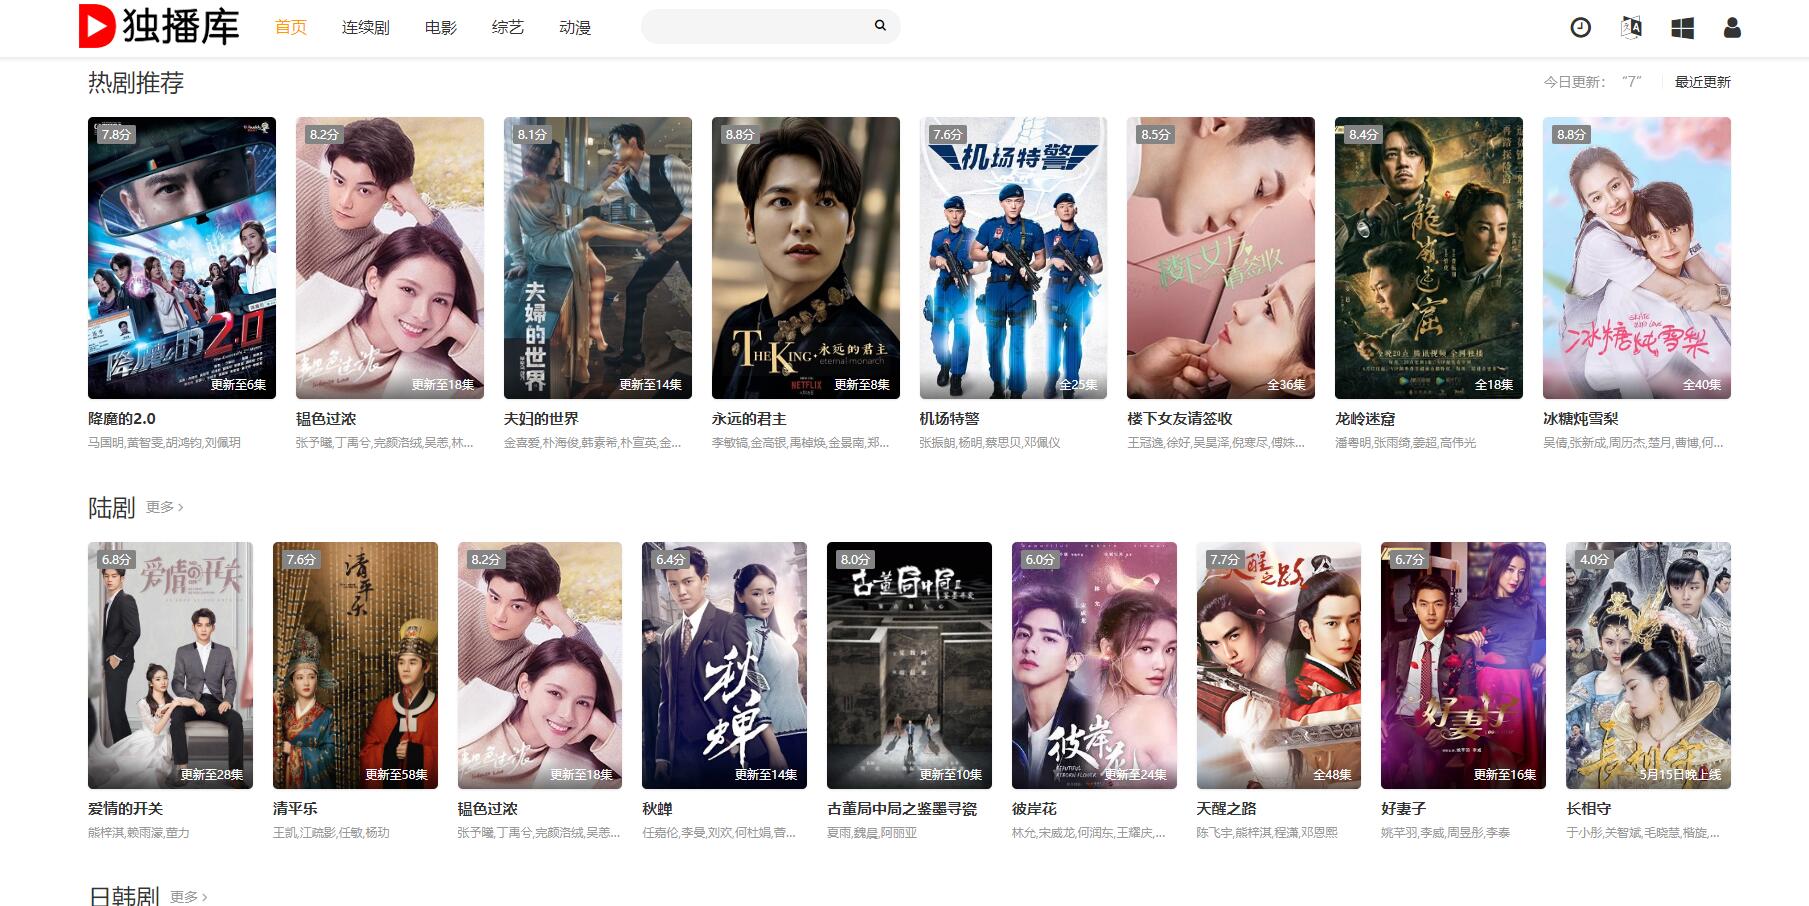 独播库
首页 连续剧 电影 综艺 动漫
热剧推荐
今日更新： “7” 最近更新
7.8分 8.2分 8.1分 8.8分 7.6分 8.5分 8.4分 8.8分
降魔的2.0
韫色过浓
夫婦的世界
THE KING 永远的君主
eternal monarch
NETFLIX
机场特警
楼下女友请签收
龍嶺迷窟
SKATE INTO LOVE
冰糖炖雪梨
更新至6集 更新至18集 更新至14集 更新至8集 全25集 全36集 全18集 全40集
降魔的2.0 韫色过浓 夫妇的世界 永远的君主 机场特警 楼下女友请签收 龙岭迷窟 冰糖炖雪梨
马国明,黄智雯,胡鸿钧,刘佩玥
张予曦,丁禹兮,完颜洛绒,吴恙,林...
金喜爱,朴海俊,韩素希,朴宣英,金...
李敏镐,金高银,禹棹焕,金景南,郑...
张振朗,杨明,蔡思贝,邓佩仪
王冠逸,徐好,吴昊泽,倪寒尽,傅姝...
潘粤明,张雨绮,姜超,高伟光
吴倩,张新成,周历杰,楚月,曹博,何...
陆剧 更多 >
6.8分 7.6分 8.2分 6.4分 8.0分 6.0分 7.7分 6.7分 4.0分
爱情的开关
清平乐
韫色过浓
秋蝉
古董局中局
彼岸花
天醒之路
好妻子
長相守
更新至28集 更新至58集 更新至18集 更新至14集 更新至10集 更新至24集 全48集 更新至16集 5月15日晚上线
爱情的开关 清平乐 韫色过浓 秋蝉 古董局中局之鉴墨寻瓷 彼岸花 天醒之路 好妻子 长相守
熊梓淇,赖雨濛,董力
王凯,江疏影,任敏,杨玏
张予曦,丁禹兮,完颜洛绒,吴恙...
任嘉伦,李曼,刘欢,何杜娟,菅...
夏雨,魏晨,阿丽亚
林允,宋威龙,何润东,王耀庆,...
陈飞宇,熊梓淇,程潇,邓恩熙
姚芊羽,李威,周昱彤,李泰
于小彤,关智斌,毛晓慧,楷旋,...
日韩剧 更多 >